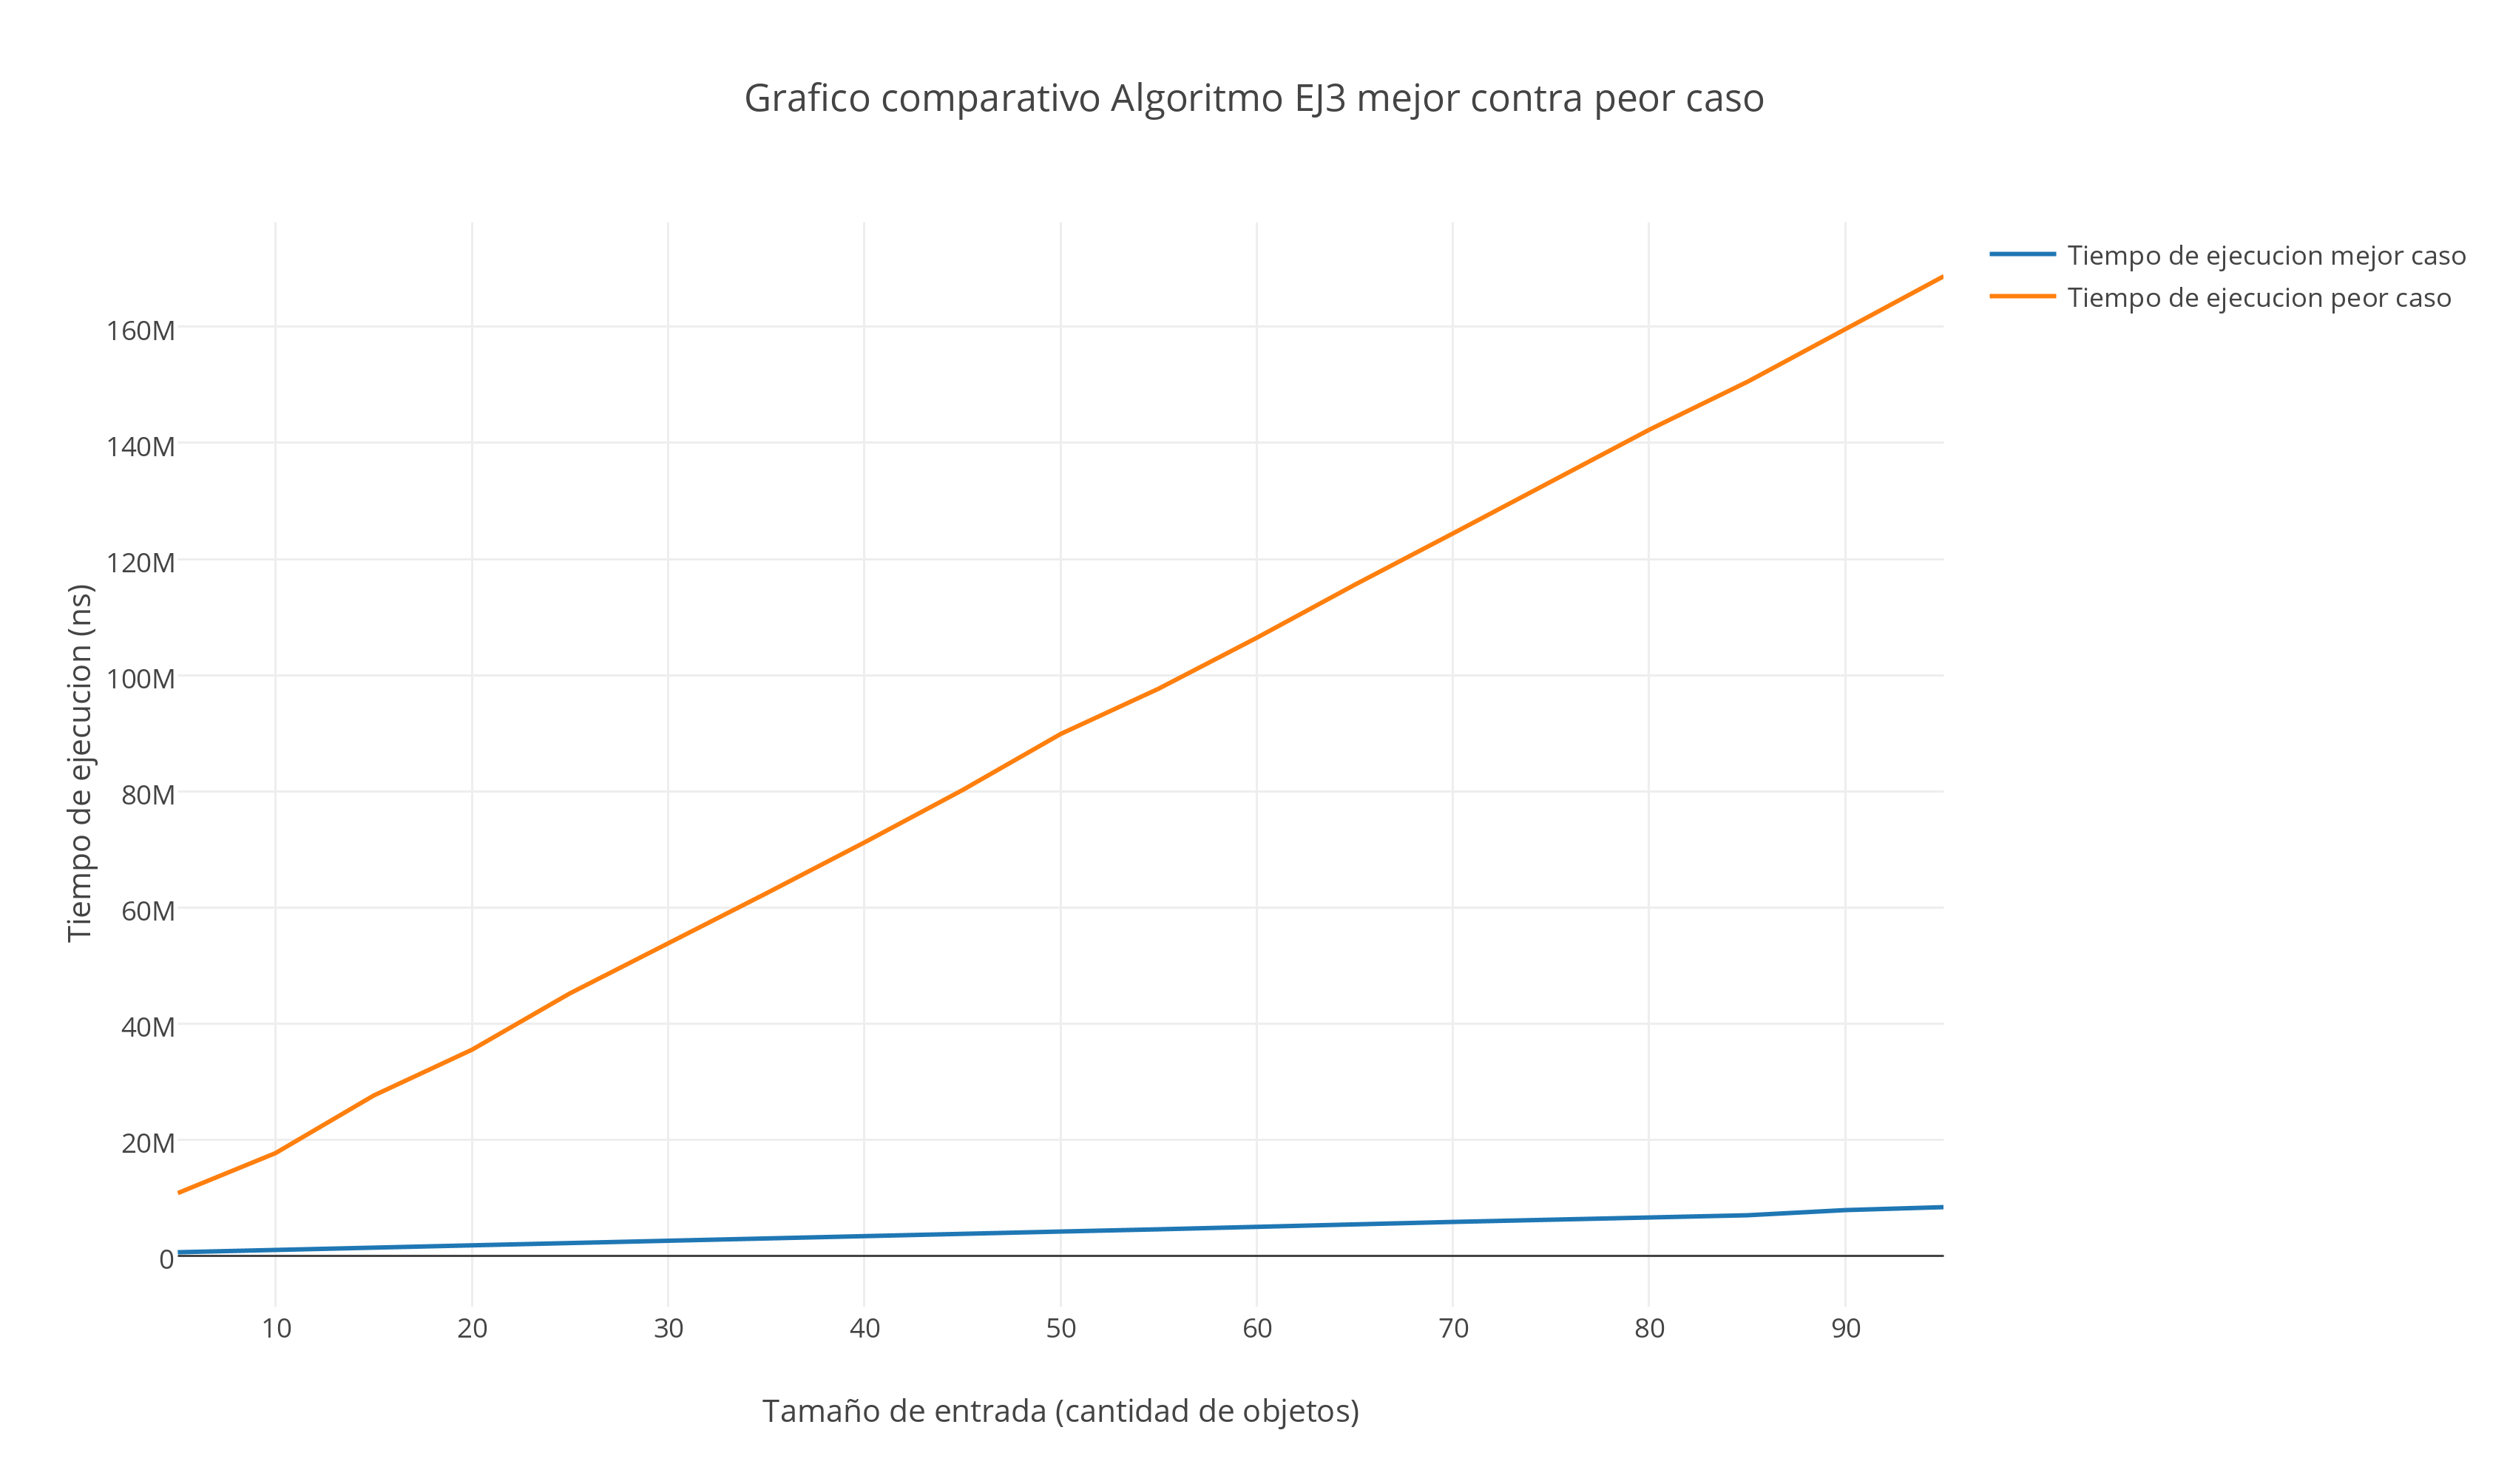 Grafico comparativo Algoritmo EJ3 mejor contra peor caso
Tiempo de ejecucion mejor caso
Tiempo de ejecucion peor caso
Tiempo de ejecucion (ns)
160M
140M
120M
100M
80M
60M
40M
20M
0
10 20 30 40 50 60 70 80 90
Tamaño de entrada (cantidad de objetos)